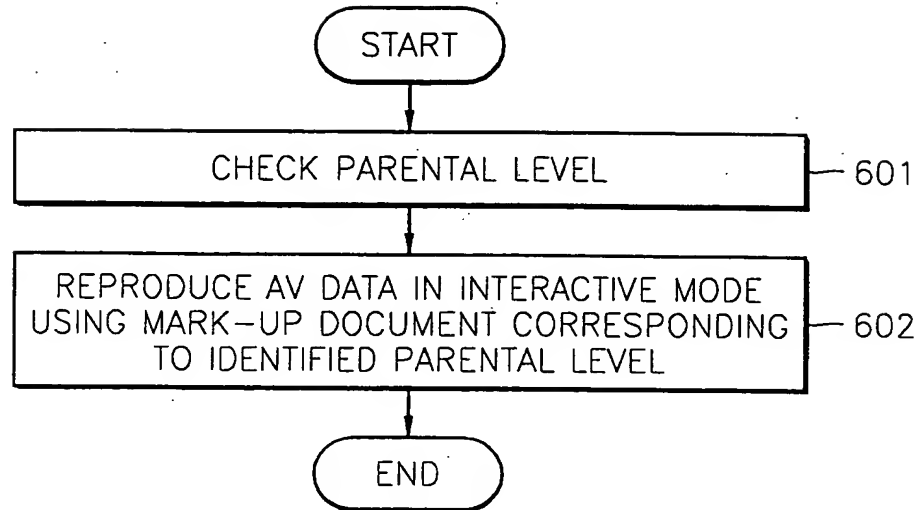 START
CHECK PARENTAL LEVEL
601
REPRODUCE AV DATA IN INTERACTIVE MODE
USING MARK-UP DOCUMENT CORRESPONDING
TO IDENTIFIED PARENTAL LEVEL
602
END